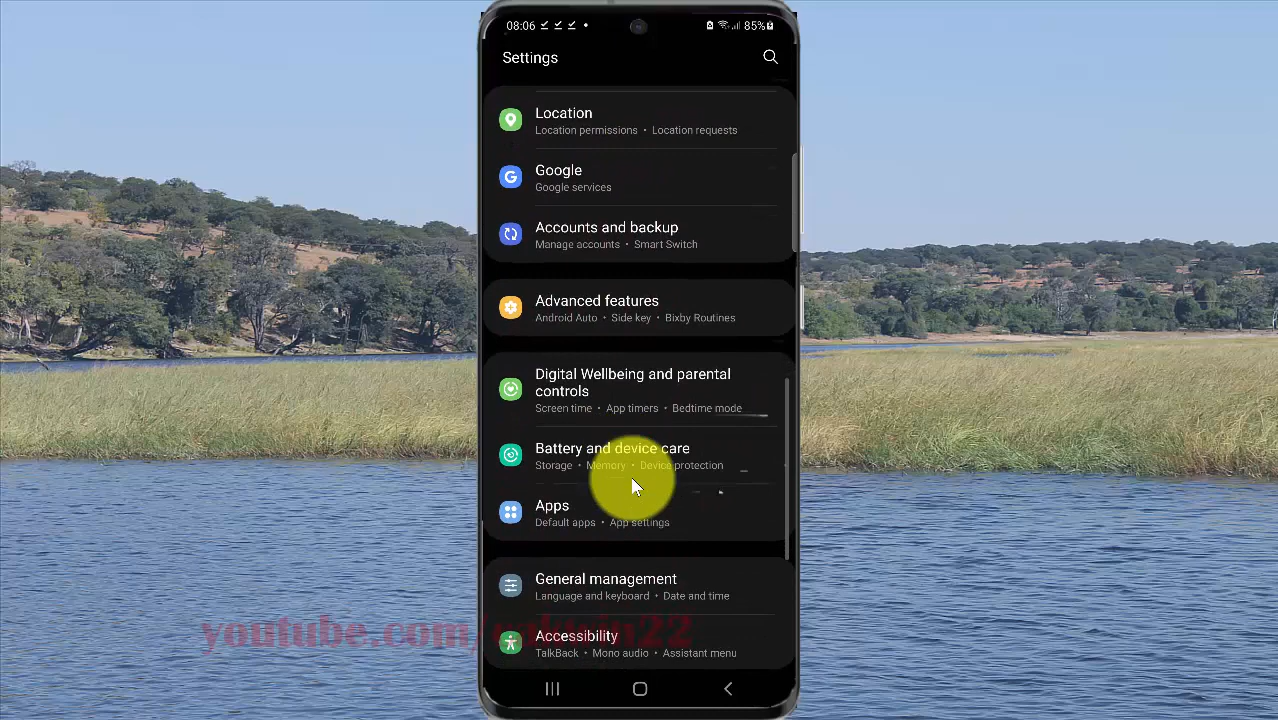 08:06
85%
Settings
Location
Location permissions • Location requests
Google
Google services
Accounts and backup
Manage accounts • Smart Switch
Advanced features
Android Auto • Side key • Bixby Routines
Digital Wellbeing and parental
controls
Screen time • App timers • Bedtime mode
Battery and device care
Storage • Memory • Device protection
Apps
Default apps • App settings
General management
Language and keyboard • Date and time
youtube.com/
Accessibility
TalkBack • Mono audio • Assistant menu